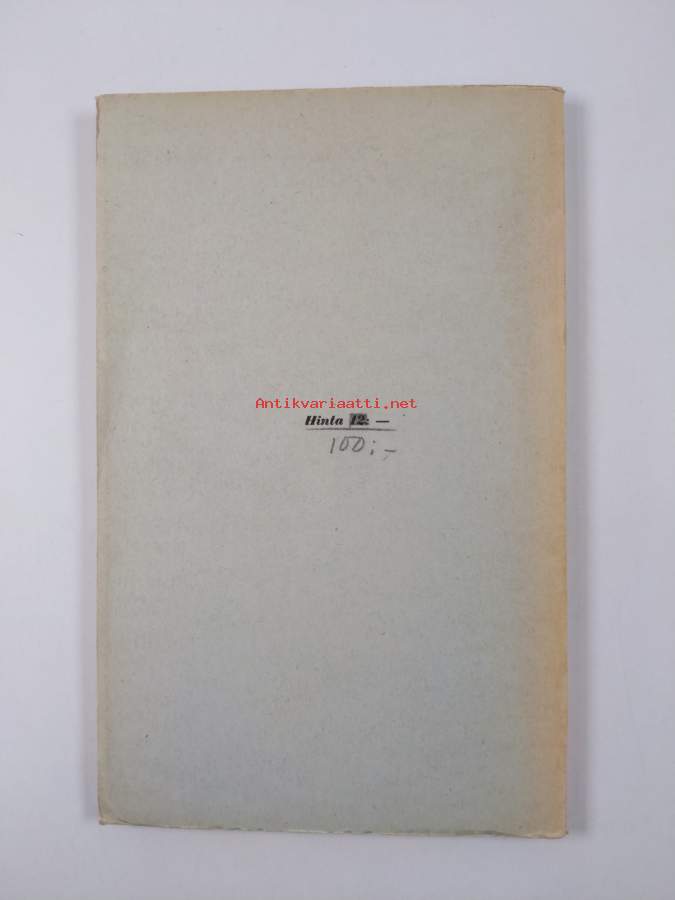 Antikvariaatti.net
Hinta 12: —
100:-